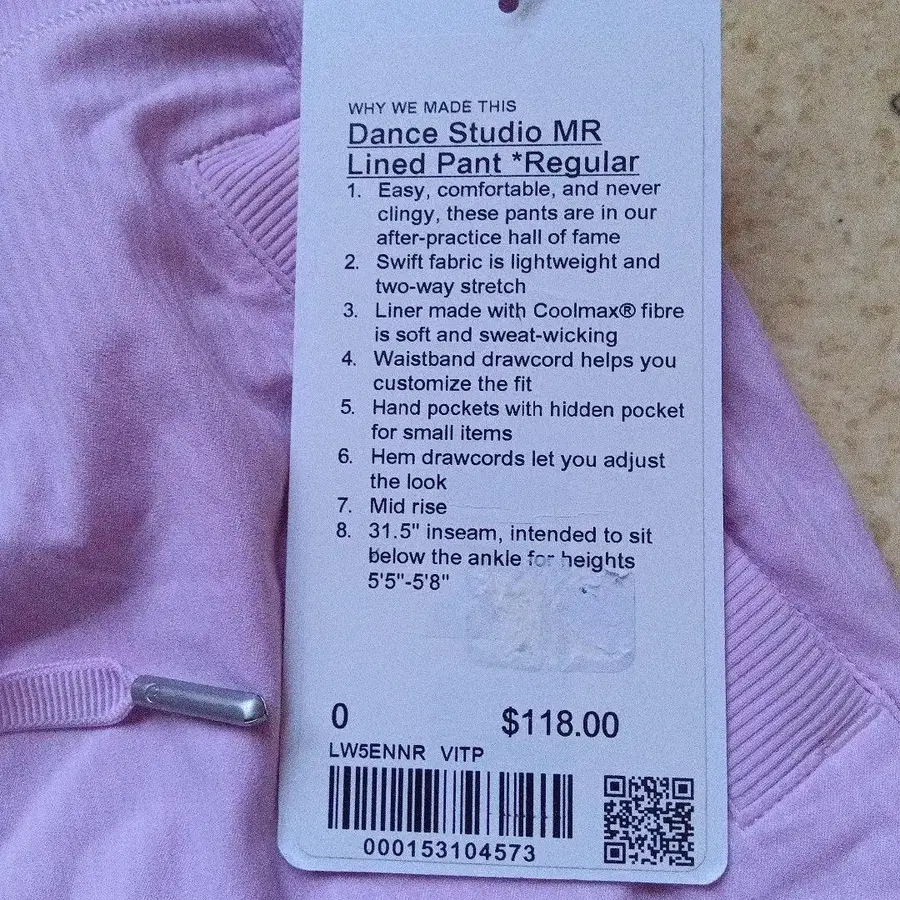 WHY WE MADE THIS
Dance Studio MR
Lined Pant *Regular
1. Easy, comfortable, and never
clingy, these pants are in our
after-practice hall of fame
2. Swift fabric is lightweight and
two-way stretch
3. Liner made with Coolmax® fibre
is soft and sweat-wicking
4. Waistband drawcord helps you
customize the fit
5. Hand pockets with hidden pocket
for small items
6. Hem drawcords let you adjust
the look
7. Mid rise
8. 31.5" inseam, intended to sit
below the ankle for heights
5'5"-5'8"
0 $118.00
LW5ENNR VITP
000153104573